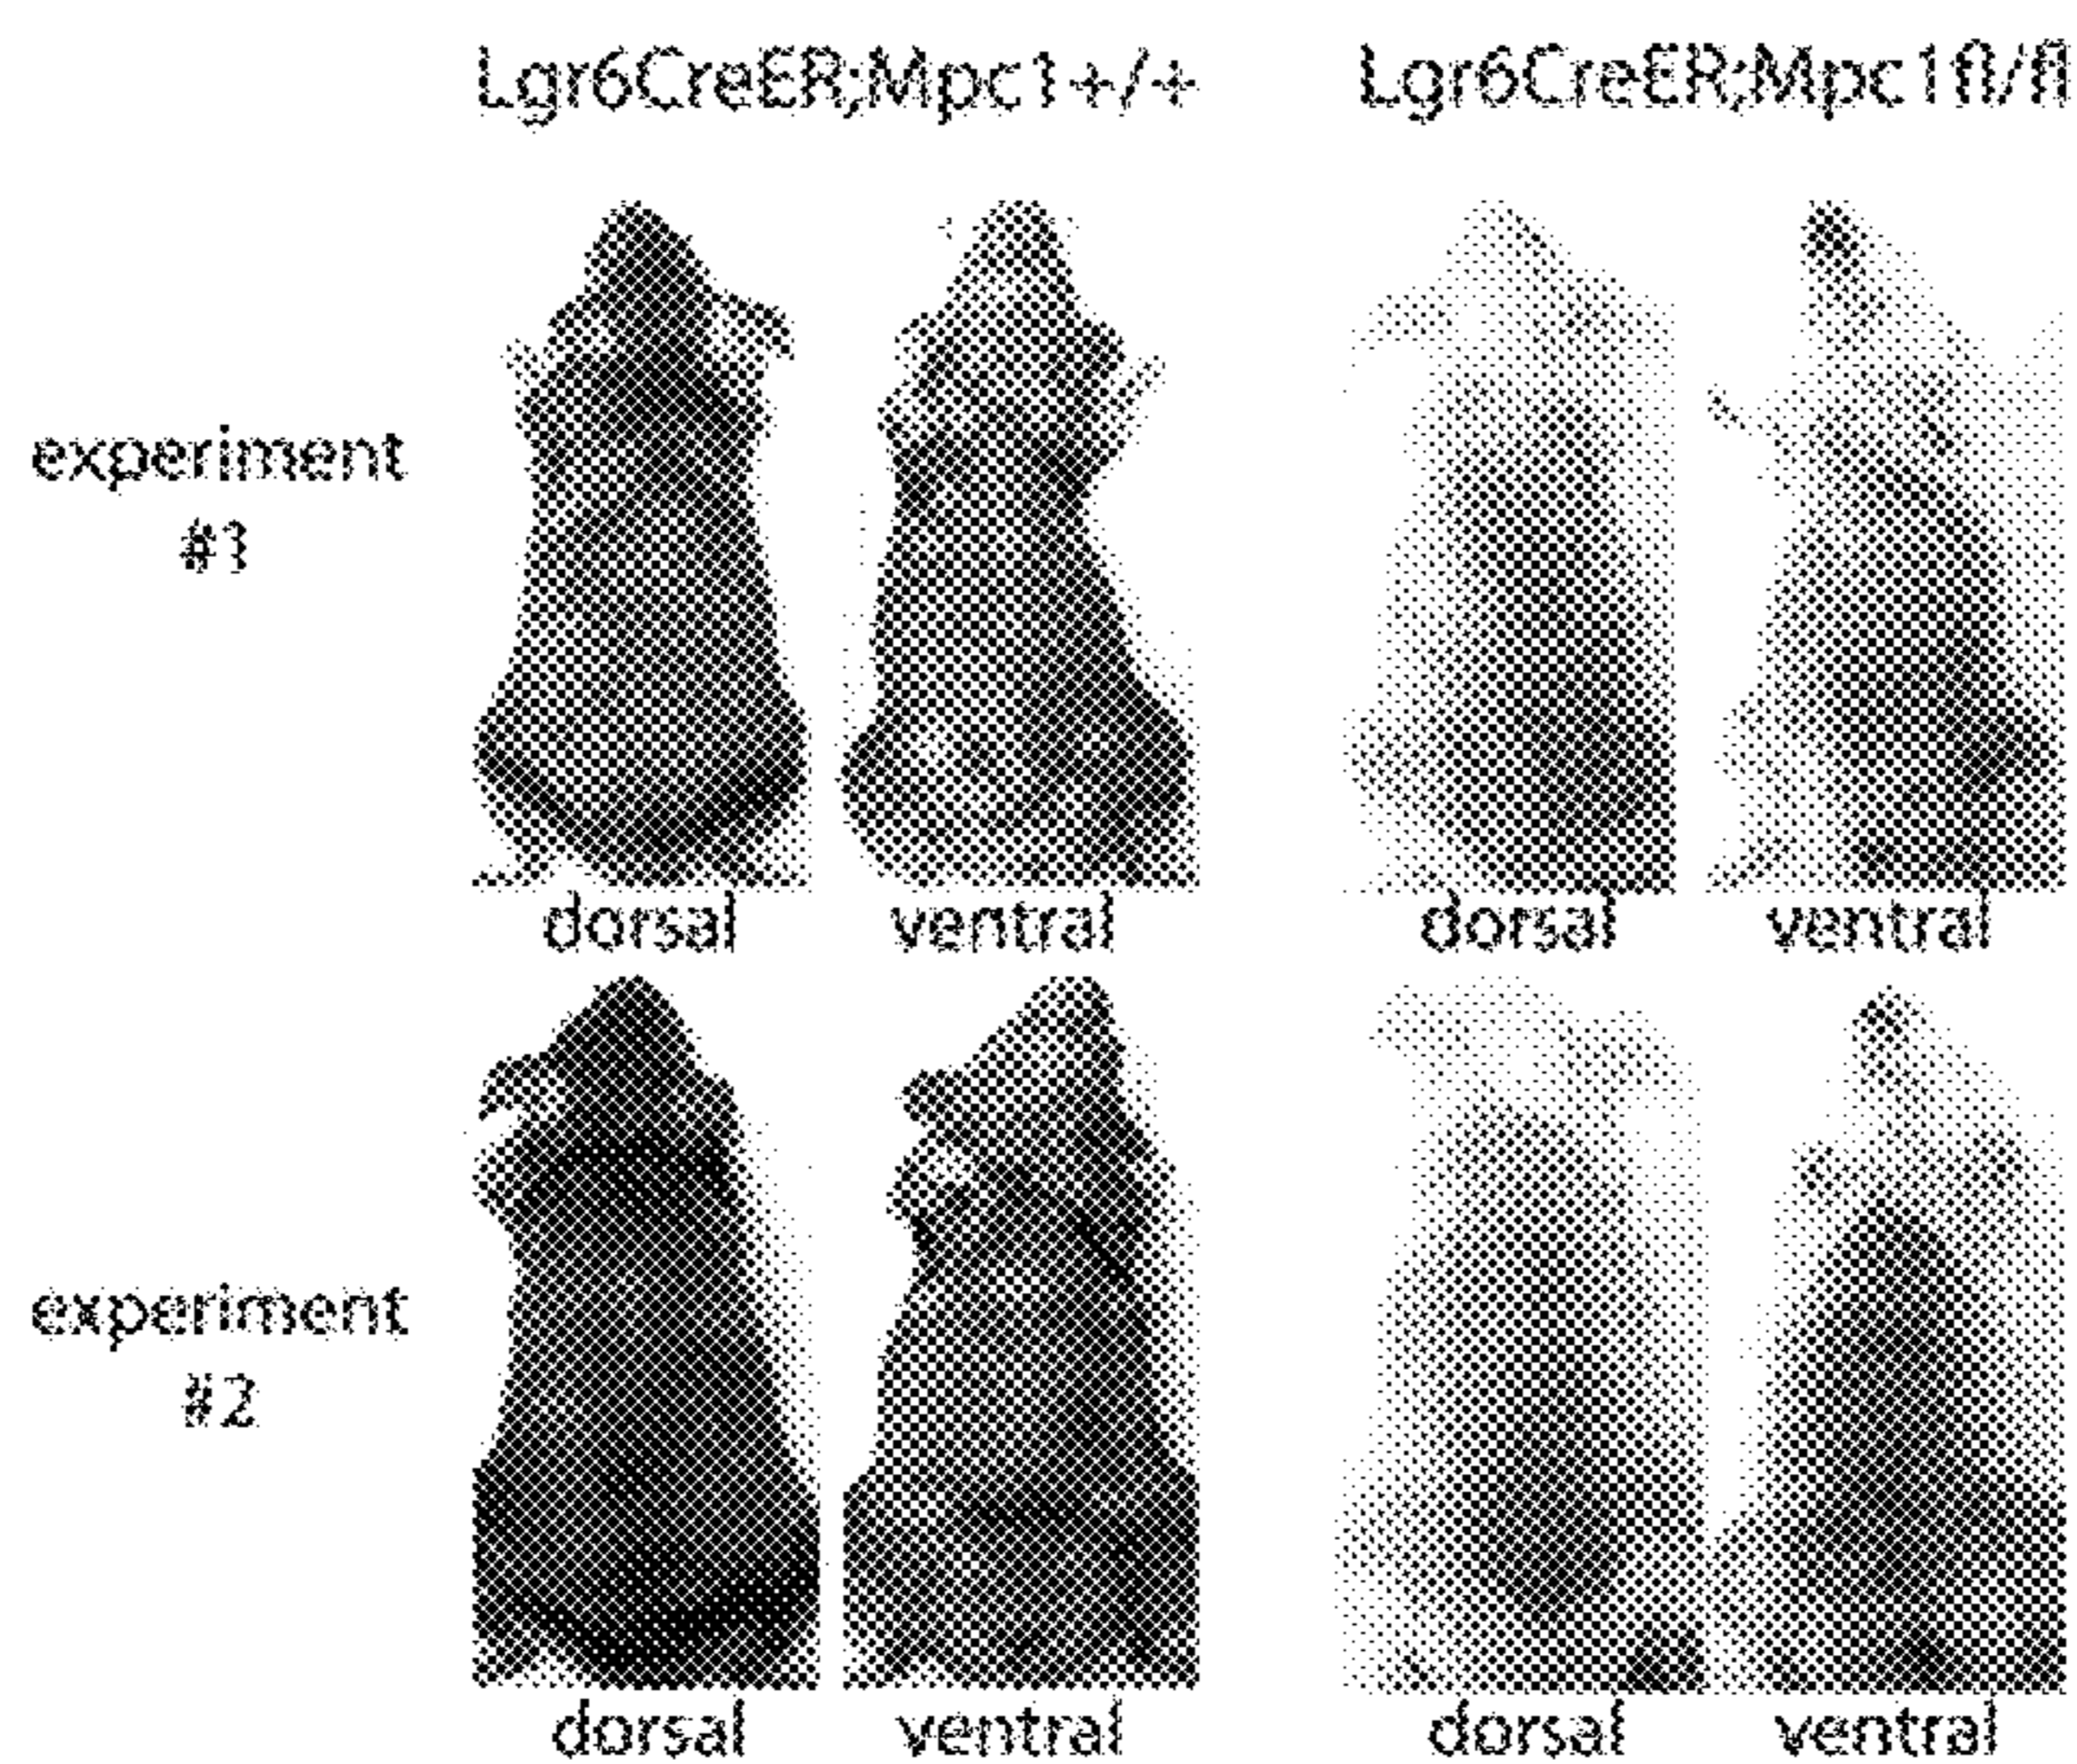 Lgr6CreER;Mpc1+/+ Lgr6CreER;Mpc1fl/fl
experiment
#1
dorsal ventral dorsal ventral
experiment
#2
dorsal ventral dorsal ventral